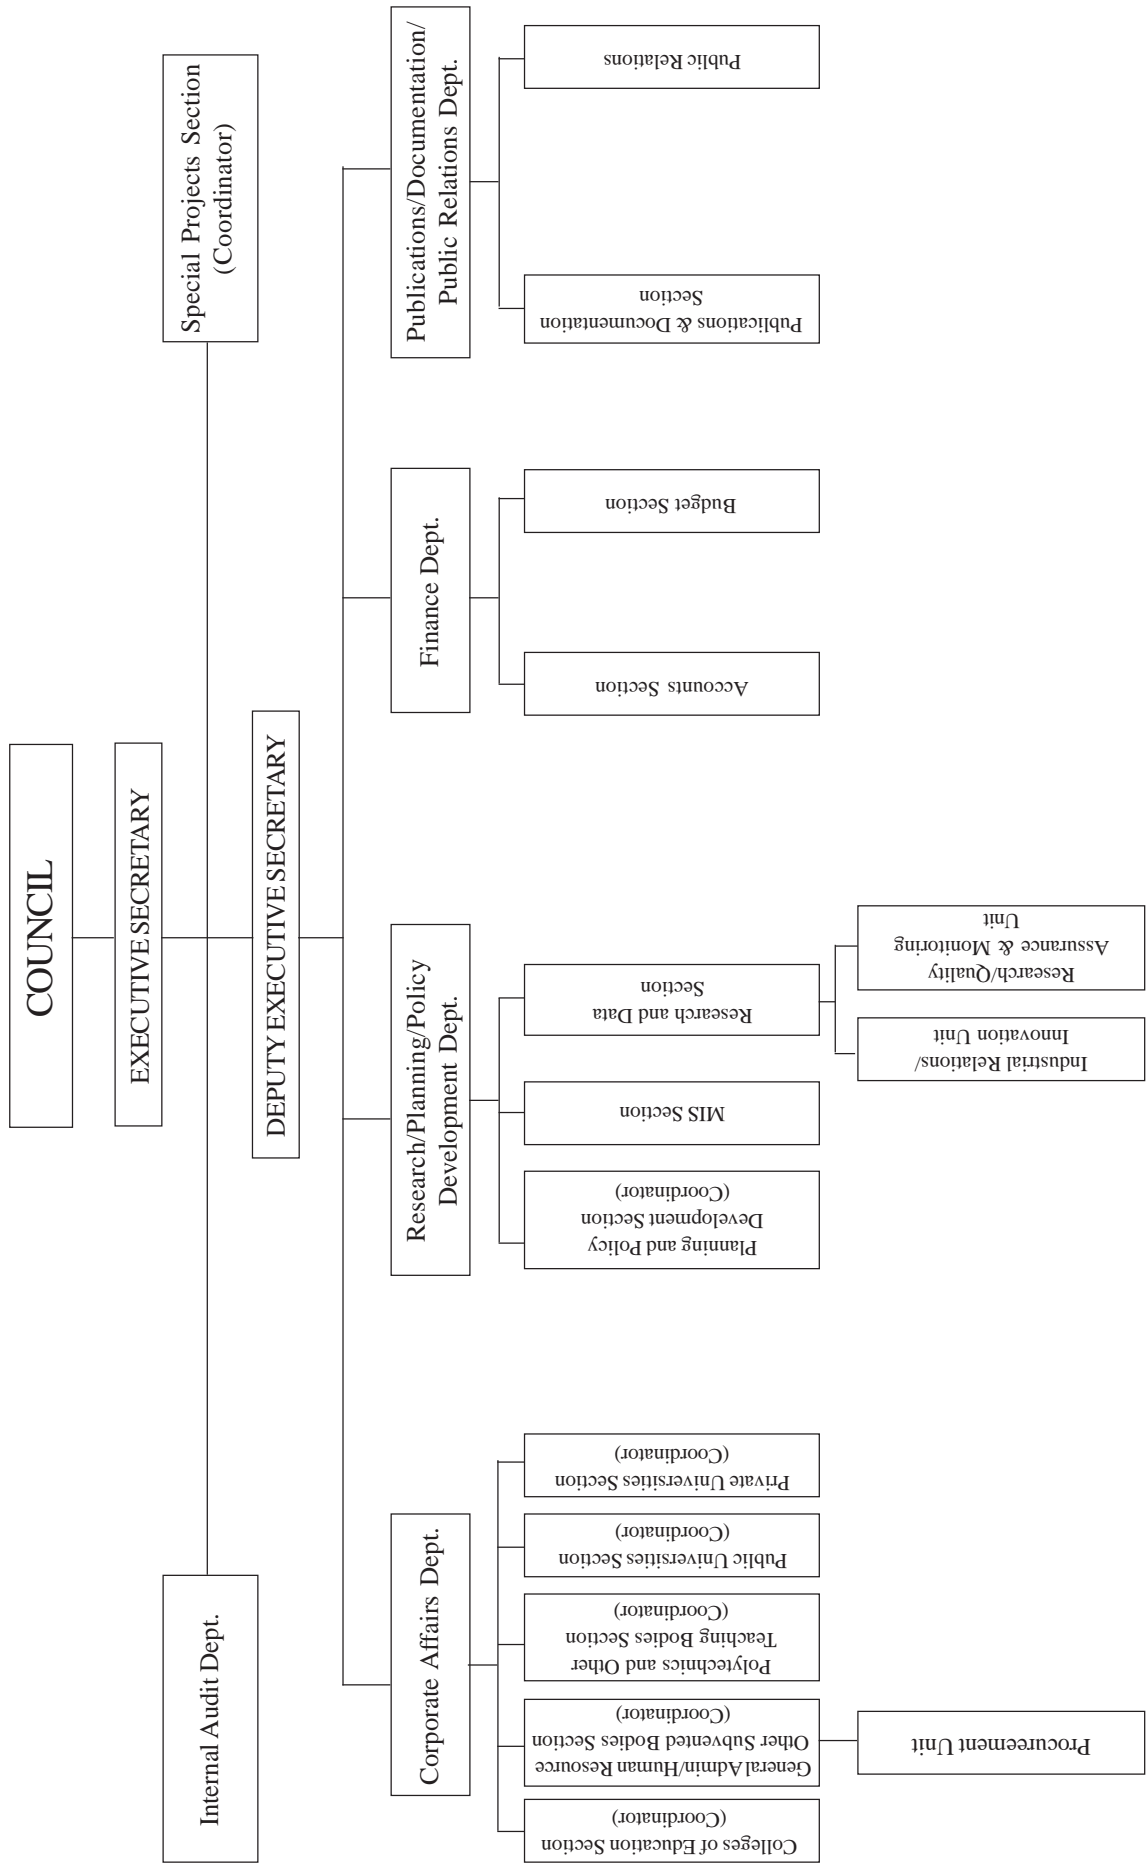 COUNCIL
EXECUTIVE SECRETARY
Internal Audit Dept.
Special Projects Section
(Coordinator)
DEPUTY EXECUTIVE SECRETARY
Corporate Affairs Dept.
Research/Planning/Policy
Development Dept.
Finance Dept.
Publications/Documentation/
Public Relations Dept.
Colleges of Education Section
(Coordinator)
General Admin/Human Resource
Other Subvented Bodies Section
(Coordinator)
Polytechnics and Other
Teaching Bodies Section
(Coordinator)
Public Universities Section
(Coordinator)
Private Universities Section
(Coordinator)
Planning and Policy
Development Section
(Coordinator)
MIS Section
Research and Data
Section
Accounts Section
Budget Section
Publications & Documentation
Section
Public Relations
Procureement Unit
Industrial Relations/
Innovation Unit
Research/Quality
Assurance & Monitoring
Unit